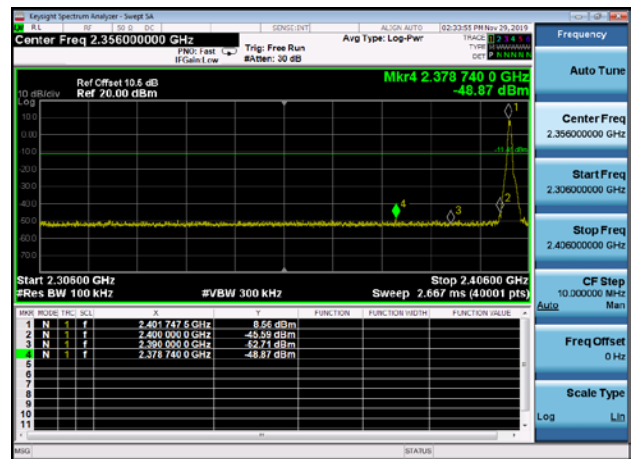 Keysight Spectrum Analyzer - Swept SA
RL RF 50 Ω DC SENSE:INT ALIGN AUTO 02:33:55 PM Nov 29, 2019
Center Freq 2.356000000 GHz
PNO: Fast
IFGain:Low
Trig: Free Run
#Atten: 30 dB
Avg Type: Log-Pwr
TRACE 1 2 3 4 5 6
TYPE
DET P N N N N N
Frequency
Auto Tune
Center Freq
2.356000000 GHz
Start Freq
2.306000000 GHz
Stop Freq
2.406000000 GHz
CF Step
10.000000 MHz
Auto Man
Freq Offset
0 Hz
Scale Type
Log Lin
Ref Offset 10.5 dB
10 dB/div Ref 20.00 dBm
Log
Mkr4 2.378 740 0 GHz
-48.87 dBm
10.0
0.00
-10.0
-20.0
-30.0
-40.0
-50.0
-60.0
-70.0
1
2
3
4
Start 2.30600 GHz Stop 2.40600 GHz
#Res BW 100 kHz #VBW 300 kHz Sweep 2.667 ms (40001 pts)
MKR MODE TRC SCL X Y FUNCTION FUNCTION WIDTH FUNCTION VALUE
1 N 1 f 2.401 747 5 GHz 8.56 dBm
2 N 1 f 2.400 000 0 GHz -45.59 dBm
3 N 1 f 2.390 000 0 GHz -52.71 dBm
4 N 1 f 2.378 740 0 GHz -48.87 dBm
5
6
7
8
9
10
11
MSG STATUS